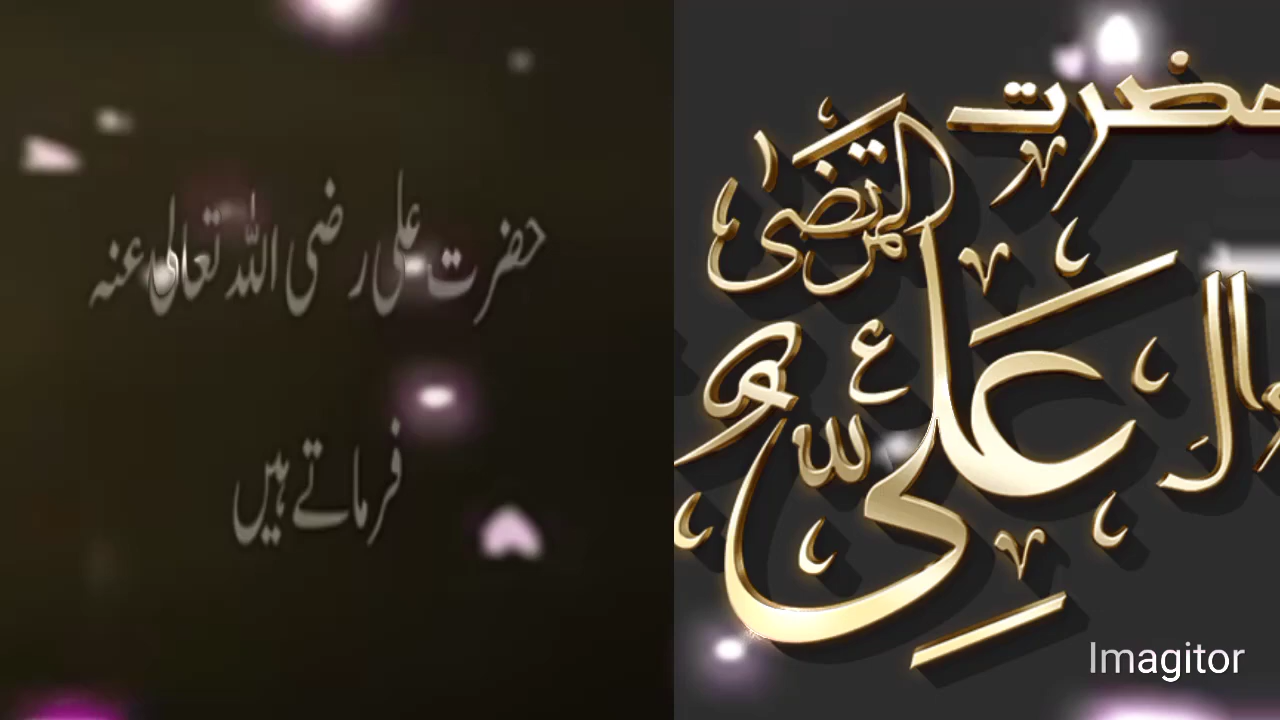 حضرت علی رضی اللہ تعالی عنہ
فرماتے ہیں
حضرت
المرتضی
علی
Imagitor